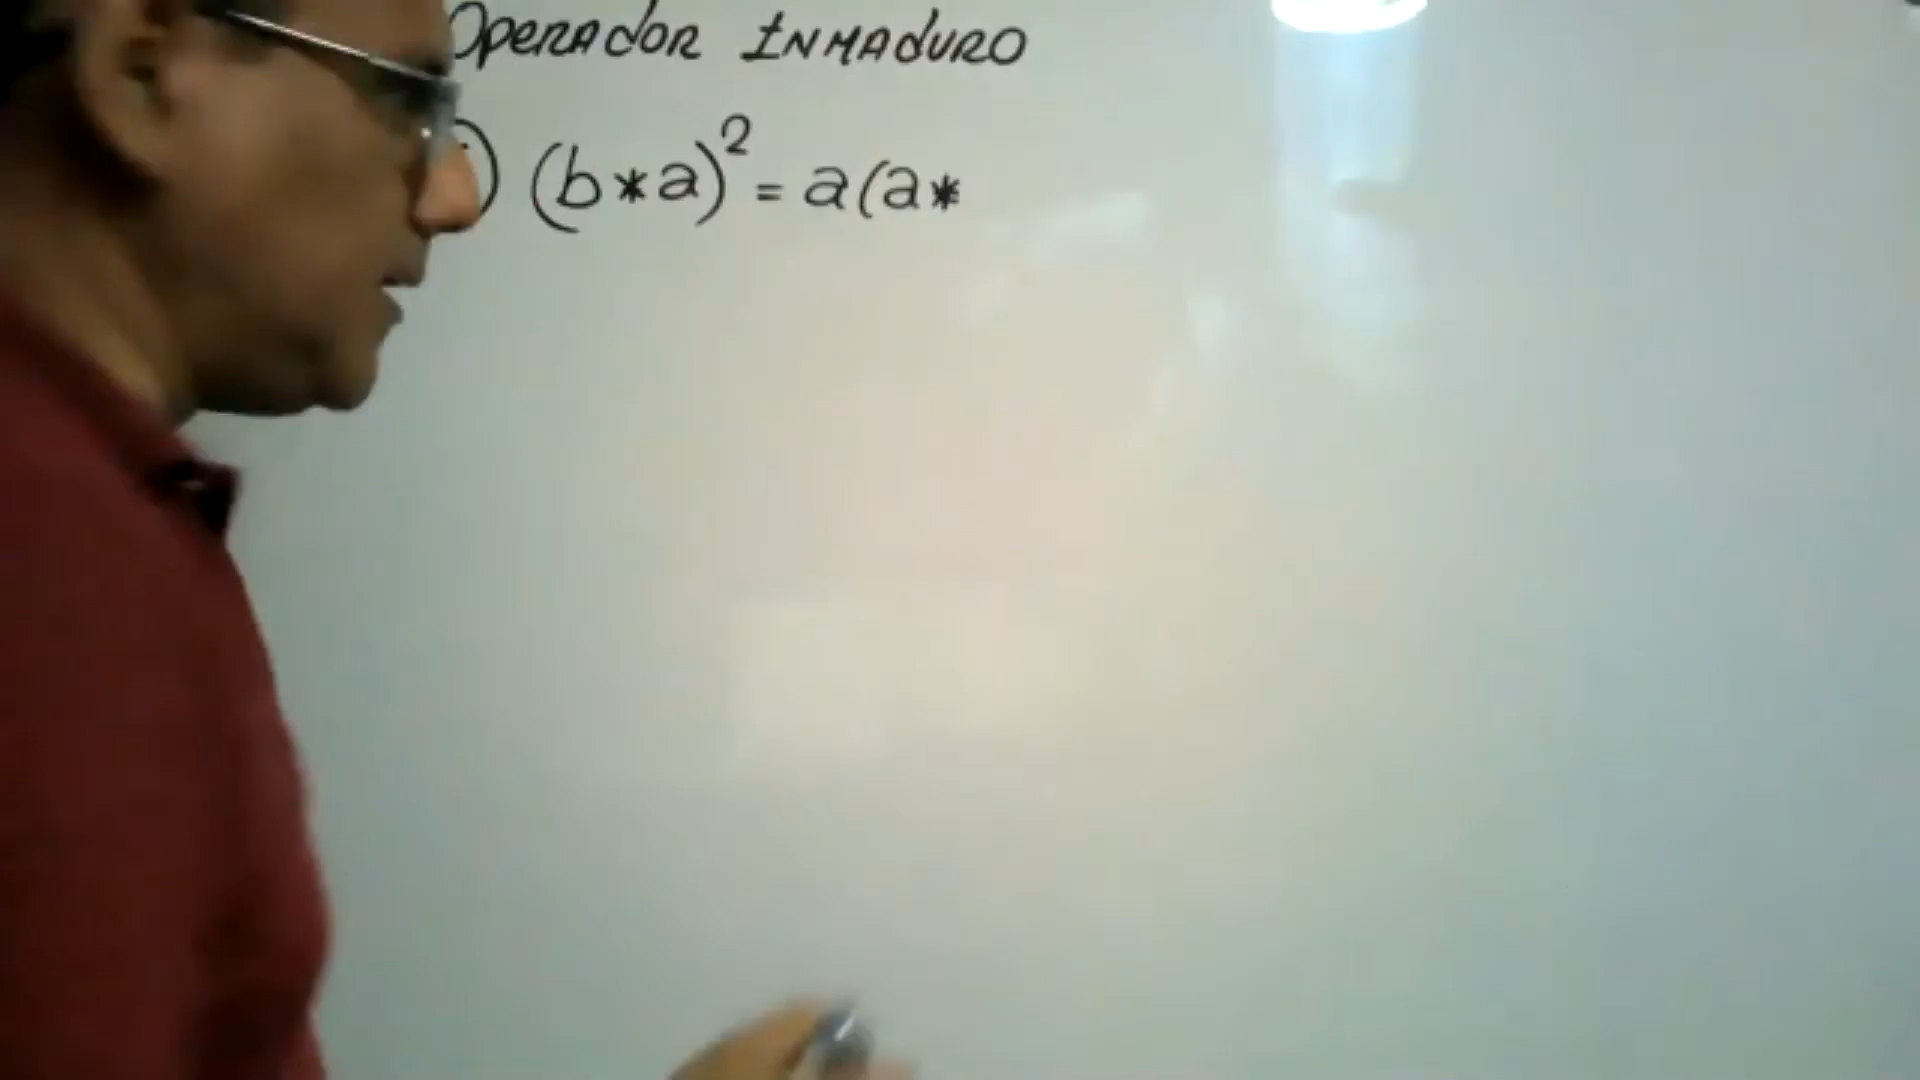 Operador Inmaduro
) (b*a)² = a(a*